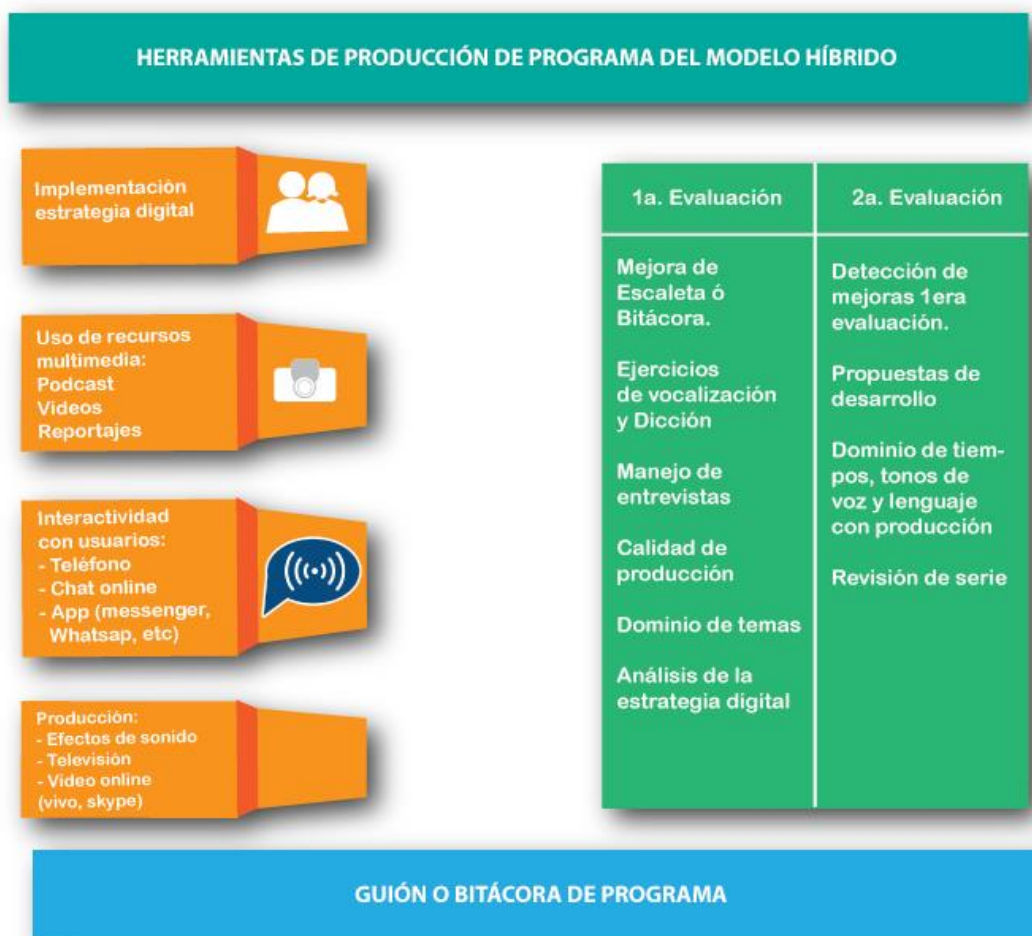 HERRAMIENTAS DE PRODUCCIÓN DE PROGRAMA DEL MODELO HÍBRIDO
Implementación
estrategia digital
Uso de recursos
multimedia:
Podcast
Videos
Reportajes
Interactividad
con usuarios:
- Teléfono
- Chat online
- App (messenger,
Whatsap, etc)
Producción:
- Efectos de sonido
- Televisión
- Video online
(vivo, skype)
1a. Evaluación
Mejora de
Escaleta ó
Bitácora.
Ejercicios
de vocalización
y Dicción
Manejo de
entrevistas
Calidad de
producción
Dominio de temas
Análisis de la
estrategia digital
2a. Evaluación
Detección de
mejoras 1era
evaluación.
Propuestas de
desarrollo
Dominio de tiem-
pos, tonos de
voz y lenguaje
con producción
Revisión de serie
GUIÓN O BITÁCORA DE PROGRAMA